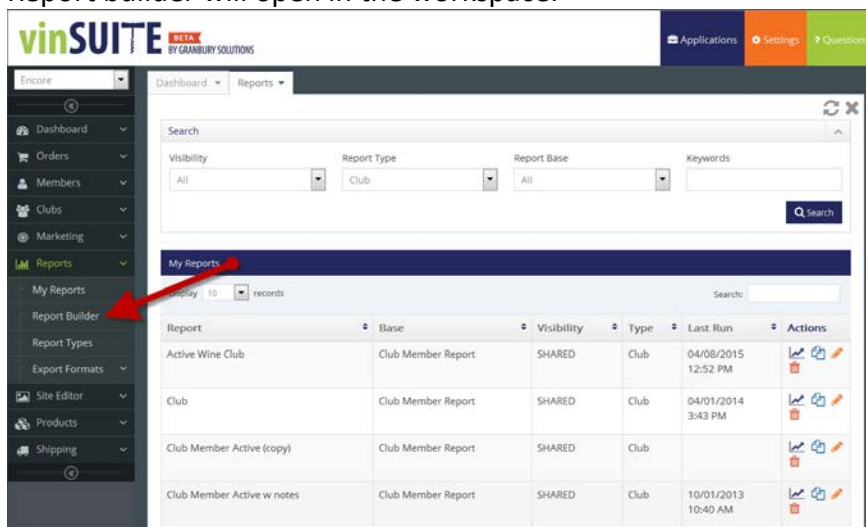 Report builder will open in the workspace.
vinSUITE BETA
BY GRANBURY SOLUTIONS
Applications Settings ? Question
Encore
Dashboard Reports
Dashboard
Orders
Members
Clubs
Marketing
Reports
My Reports
Report Builder
Report Types
Export Formats
Site Editor
Products
Shipping
Search
Visibility Report Type Report Base Keywords
All Club All
Search
My Reports
Display 10 records Search:
Report Base Visibility Type Last Run Actions
Active Wine Club Club Member Report SHARED Club 04/08/2015
12:52 PM
Club Club Member Report SHARED Club 04/01/2014
3:43 PM
Club Member Active (copy) Club Member Report SHARED Club
Club Member Active w notes Club Member Report SHARED Club 10/01/2013
10:40 AM